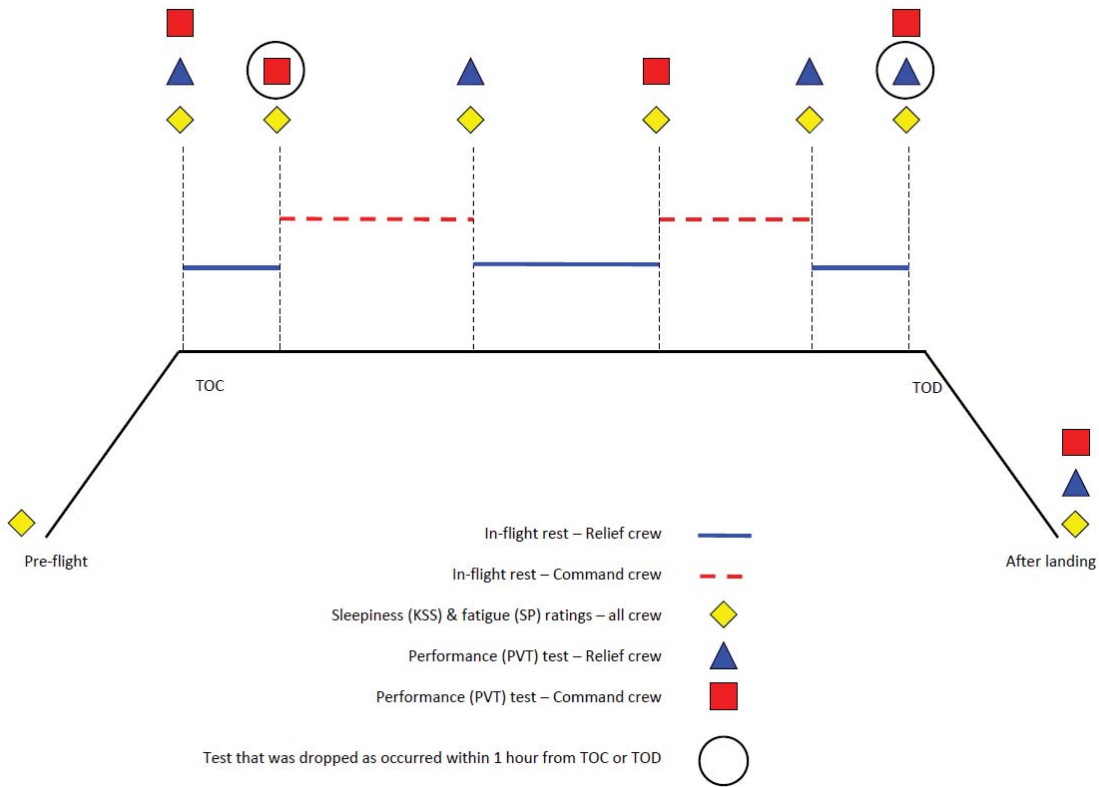 TOC
TOD
Pre-flight
After landing
In-flight rest – Relief crew
In-flight rest – Command crew
Sleepiness (KSS) & fatigue (SP) ratings – all crew
Performance (PVT) test – Relief crew
Performance (PVT) test – Command crew
Test that was dropped as occurred within 1 hour from TOC or TOD